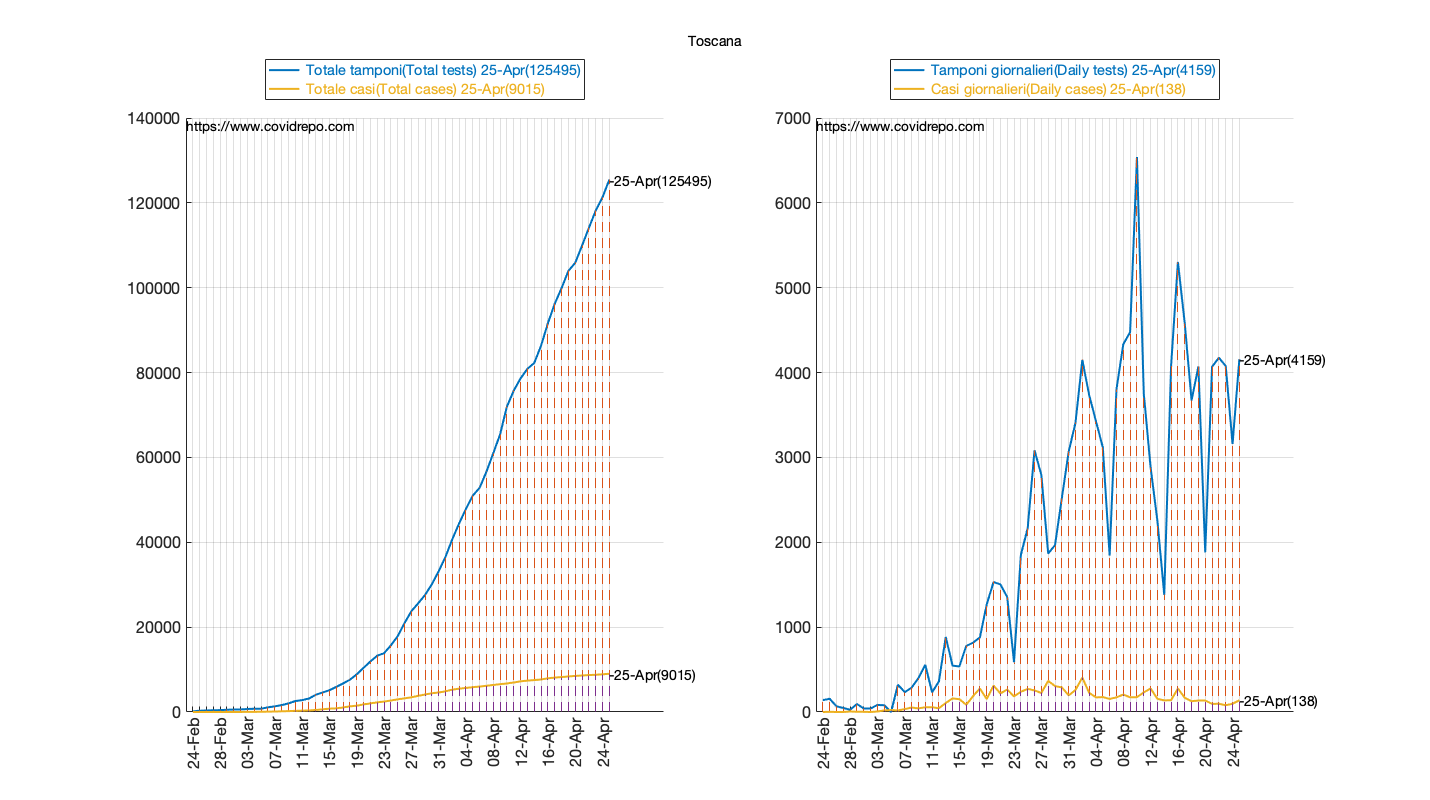 Toscana
Totale tamponi(Total tests) 25-Apr(125495)
Totale casi(Total cases) 25-Apr(9015)
140000
120000
100000
80000
60000
40000
20000
0
https://www.covidrepo.com
25-Apr(125495)
25-Apr(9015)
24-Feb
28-Feb
03-Mar
07-Mar
11-Mar
15-Mar
19-Mar
23-Mar
27-Mar
31-Mar
04-Apr
08-Apr
12-Apr
16-Apr
20-Apr
24-Apr
Tamponi giornalieri(Daily tests) 25-Apr(4159)
Casi giornalieri(Daily cases) 25-Apr(138)
7000
6000
5000
4000
3000
2000
1000
0
https://www.covidrepo.com
25-Apr(4159)
25-Apr(138)
24-Feb
28-Feb
03-Mar
07-Mar
11-Mar
15-Mar
19-Mar
23-Mar
27-Mar
31-Mar
04-Apr
08-Apr
12-Apr
16-Apr
20-Apr
24-Apr